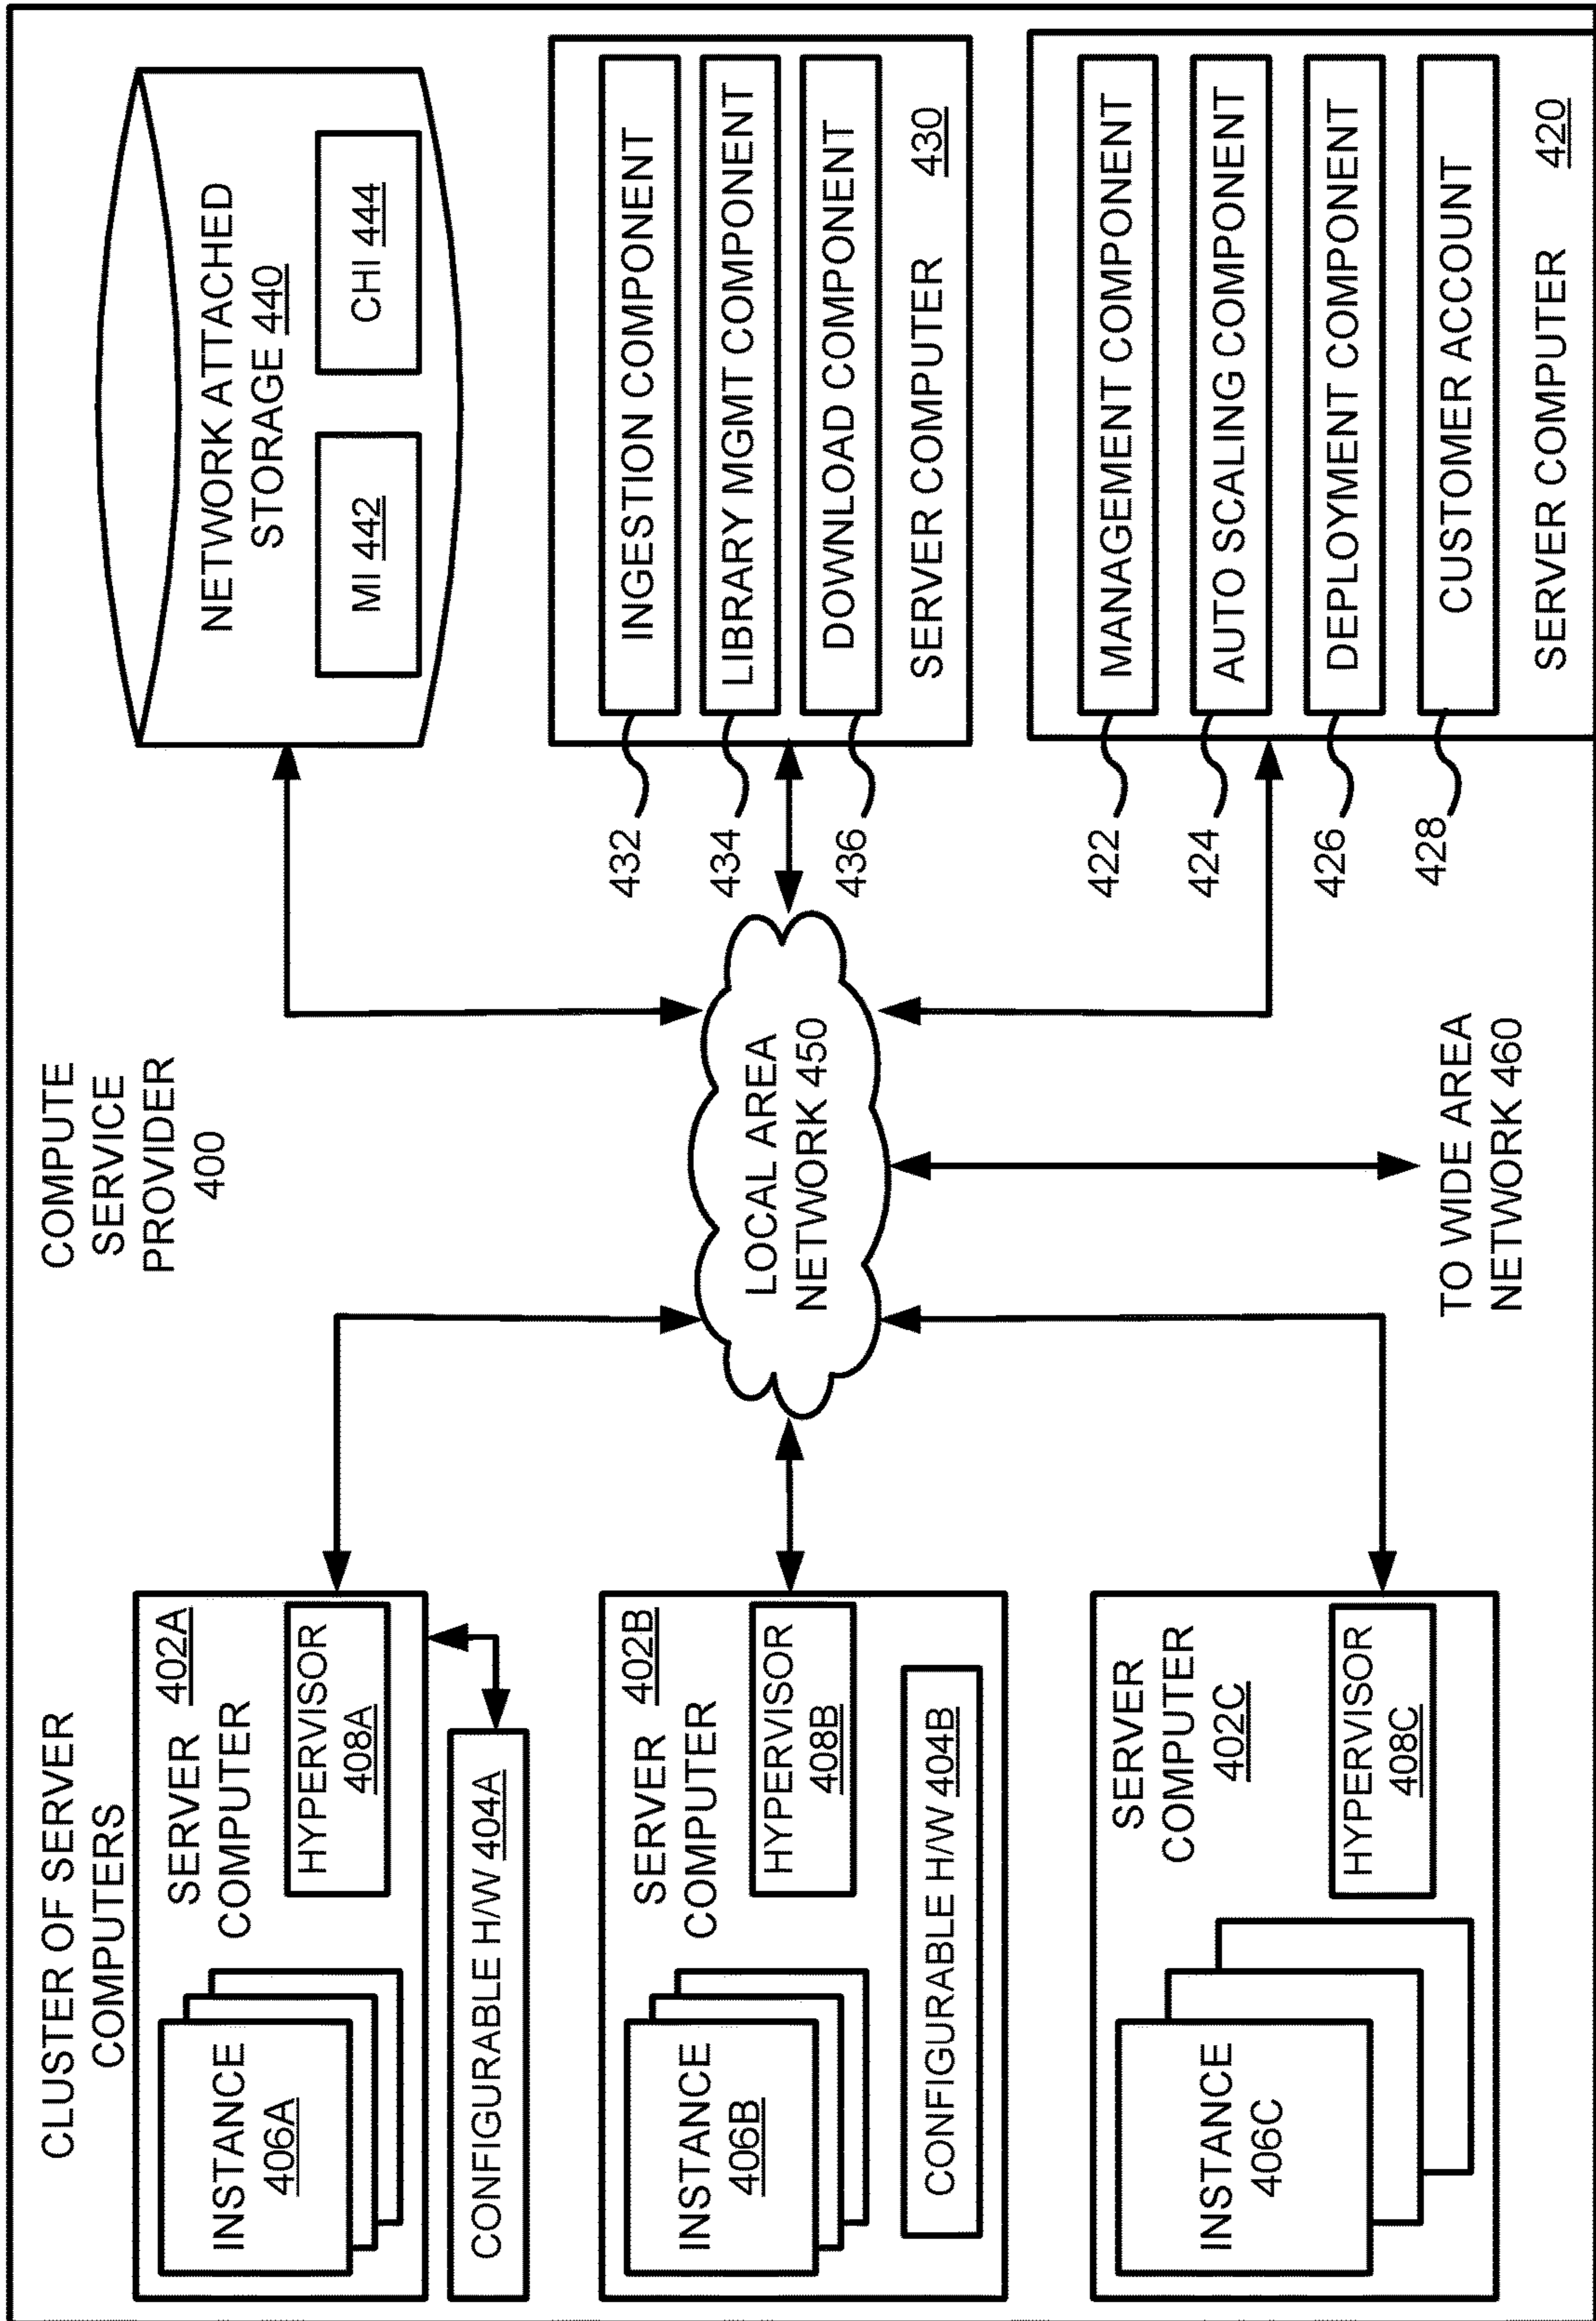 COMPUTE
SERVICE
PROVIDER
400
CLUSTER OF SERVER
COMPUTERS
SERVER 402A
COMPUTER
INSTANCE
406A
HYPERVISOR
408A
CONFIGURABLE H/W 404A
SERVER 402B
COMPUTER
INSTANCE
406B
HYPERVISOR
408B
CONFIGURABLE H/W 404B
SERVER
COMPUTER
402C
INSTANCE
406C
HYPERVISOR
408C
LOCAL AREA
NETWORK 450
TO WIDE AREA
NETWORK 460
NETWORK ATTACHED
STORAGE 440
MI 442
CHI 444
432
INGESTION COMPONENT
434
LIBRARY MGMT COMPONENT
436
DOWNLOAD COMPONENT
SERVER COMPUTER 430
422
MANAGEMENT COMPONENT
424
AUTO SCALING COMPONENT
426
DEPLOYMENT COMPONENT
428
CUSTOMER ACCOUNT
SERVER COMPUTER 420